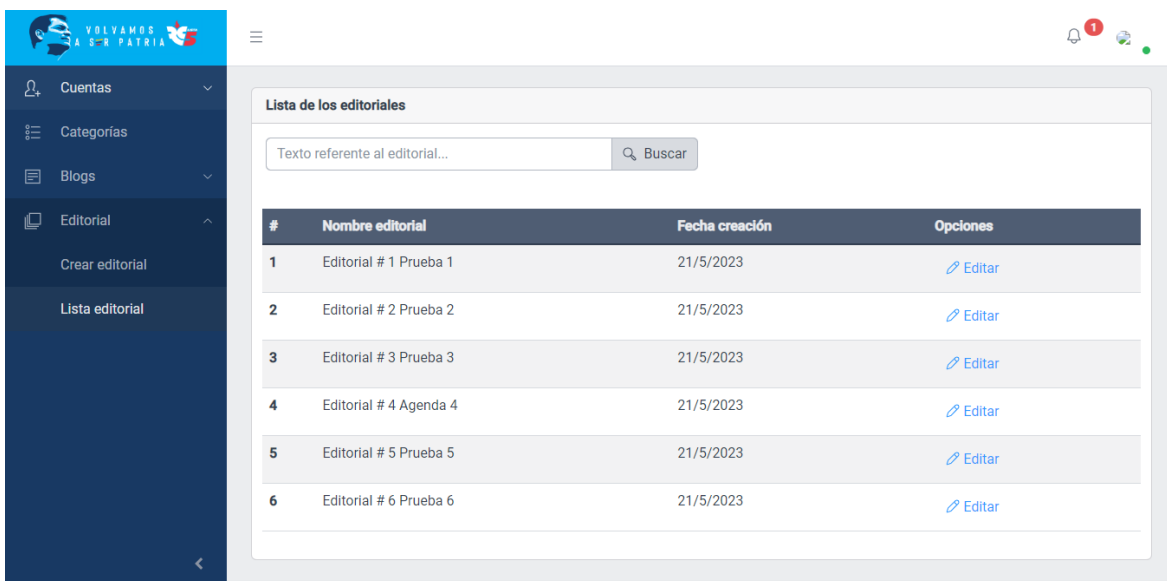 VOLVAMOS
A SER PATRIA
5
1
Cuentas
Categorías
Blogs
Editorial
Crear editorial
Lista editorial
Lista de los editoriales
Texto referente al editorial...
Buscar
# Nombre editorial Fecha creación Opciones
1 Editorial # 1 Prueba 1 21/5/2023 Editar
2 Editorial # 2 Prueba 2 21/5/2023 Editar
3 Editorial # 3 Prueba 3 21/5/2023 Editar
4 Editorial # 4 Agenda 4 21/5/2023 Editar
5 Editorial # 5 Prueba 5 21/5/2023 Editar
6 Editorial # 6 Prueba 6 21/5/2023 Editar